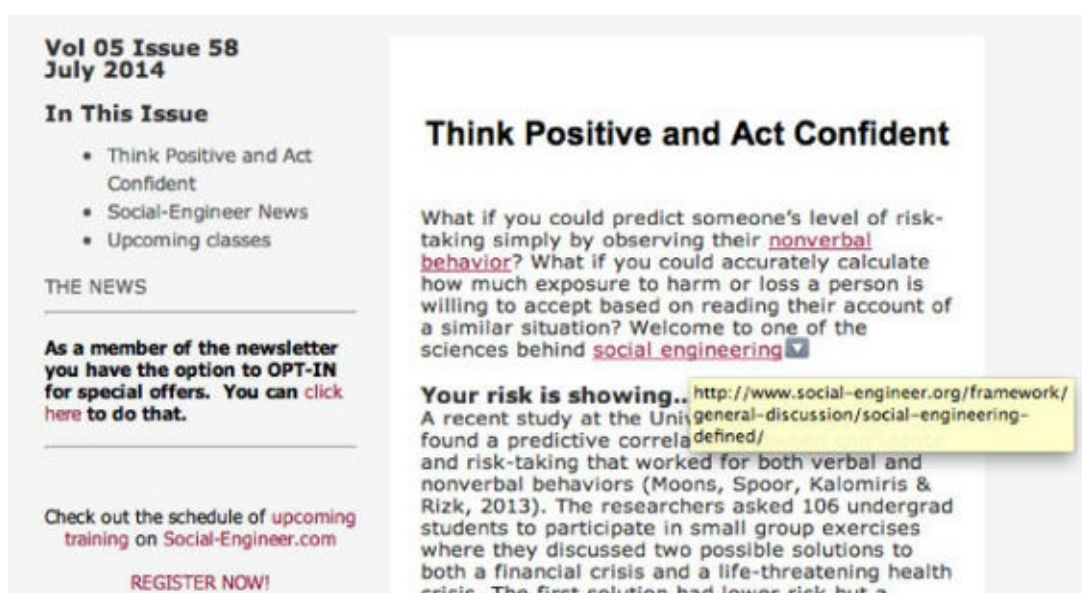 Vol 05 Issue 58
July 2014
In This Issue
• Think Positive and Act
Confident
• Social-Engineer News
• Upcoming classes
THE NEWS
As a member of the newsletter
you have the option to OPT-IN
for special offers. You can click
here to do that.
Check out the schedule of upcoming
training on Social-Engineer.com
REGISTER NOW!
Think Positive and Act Confident
What if you could predict someone's level of risk-
taking simply by observing their nonverbal
behavior? What if you could accurately calculate
how much exposure to harm or loss a person is
willing to accept based on reading their account of
a similar situation? Welcome to one of the
sciences behind social engineering
Your risk is showing..
A recent study at the Uni
found a predictive correla
and risk-taking that worked for both verbal and
nonverbal behaviors (Moons, Spoor, Kalomiris &
Rizk, 2013). The researchers asked 106 undergrad
students to participate in small group exercises
where they discussed two possible solutions to
both a financial crisis and a life-threatening health
crisis. The first solution had lower risk but a
http://www.social-engineer.org/framework/
general-discussion/social-engineering-
defined/